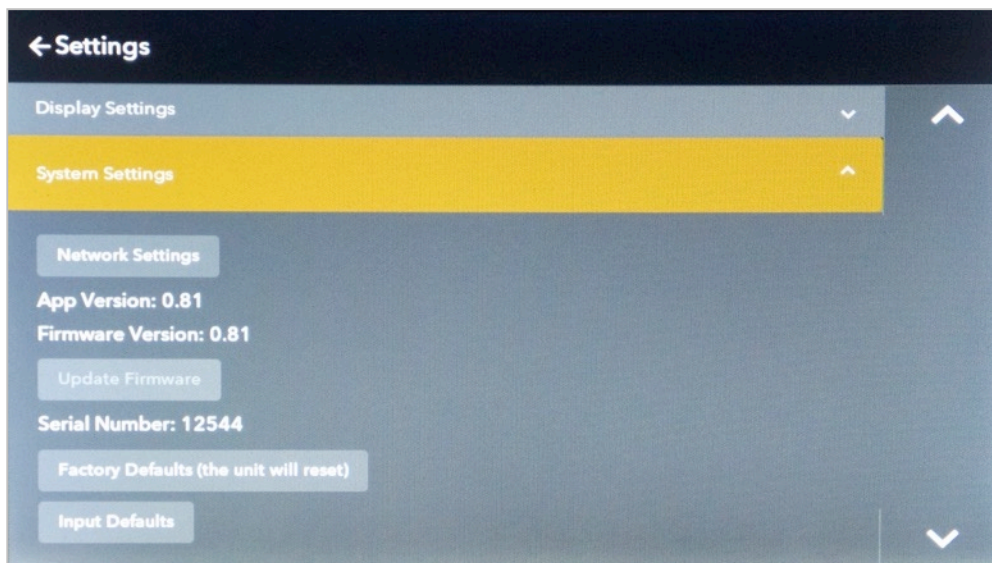 Settings
Display Settings
System Settings
Network Settings
App Version: 0.81
Firmware Version: 0.81
Update Firmware
Serial Number: 12544
Factory Defaults (the unit will reset)
Input Defaults